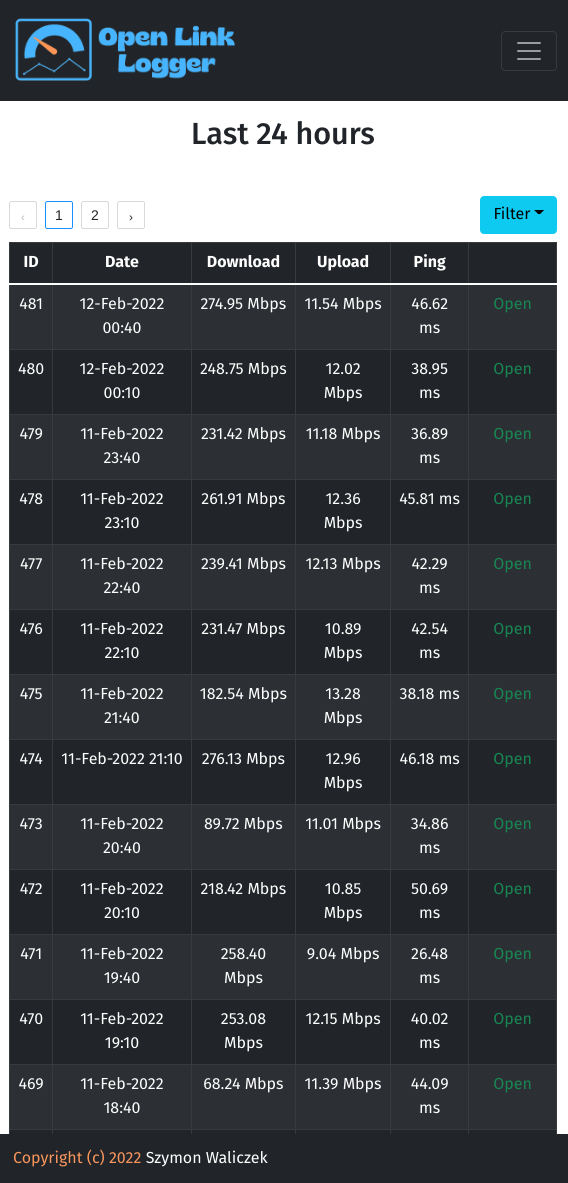 Open Link
Logger
Last 24 hours
‹ 1 2 › Filter
ID Date Download Upload Ping
481 12-Feb-2022 00:40 274.95 Mbps 11.54 Mbps 46.62 ms Open
480 12-Feb-2022 00:10 248.75 Mbps 12.02 Mbps 38.95 ms Open
479 11-Feb-2022 23:40 231.42 Mbps 11.18 Mbps 36.89 ms Open
478 11-Feb-2022 23:10 261.91 Mbps 12.36 Mbps 45.81 ms Open
477 11-Feb-2022 22:40 239.41 Mbps 12.13 Mbps 42.29 ms Open
476 11-Feb-2022 22:10 231.47 Mbps 10.89 Mbps 42.54 ms Open
475 11-Feb-2022 21:40 182.54 Mbps 13.28 Mbps 38.18 ms Open
474 11-Feb-2022 21:10 276.13 Mbps 12.96 Mbps 46.18 ms Open
473 11-Feb-2022 20:40 89.72 Mbps 11.01 Mbps 34.86 ms Open
472 11-Feb-2022 20:10 218.42 Mbps 10.85 Mbps 50.69 ms Open
471 11-Feb-2022 19:40 258.40 Mbps 9.04 Mbps 26.48 ms Open
470 11-Feb-2022 19:10 253.08 Mbps 12.15 Mbps 40.02 ms Open
469 11-Feb-2022 18:40 68.24 Mbps 11.39 Mbps 44.09 ms Open
Copyright (c) 2022 Szymon Waliczek